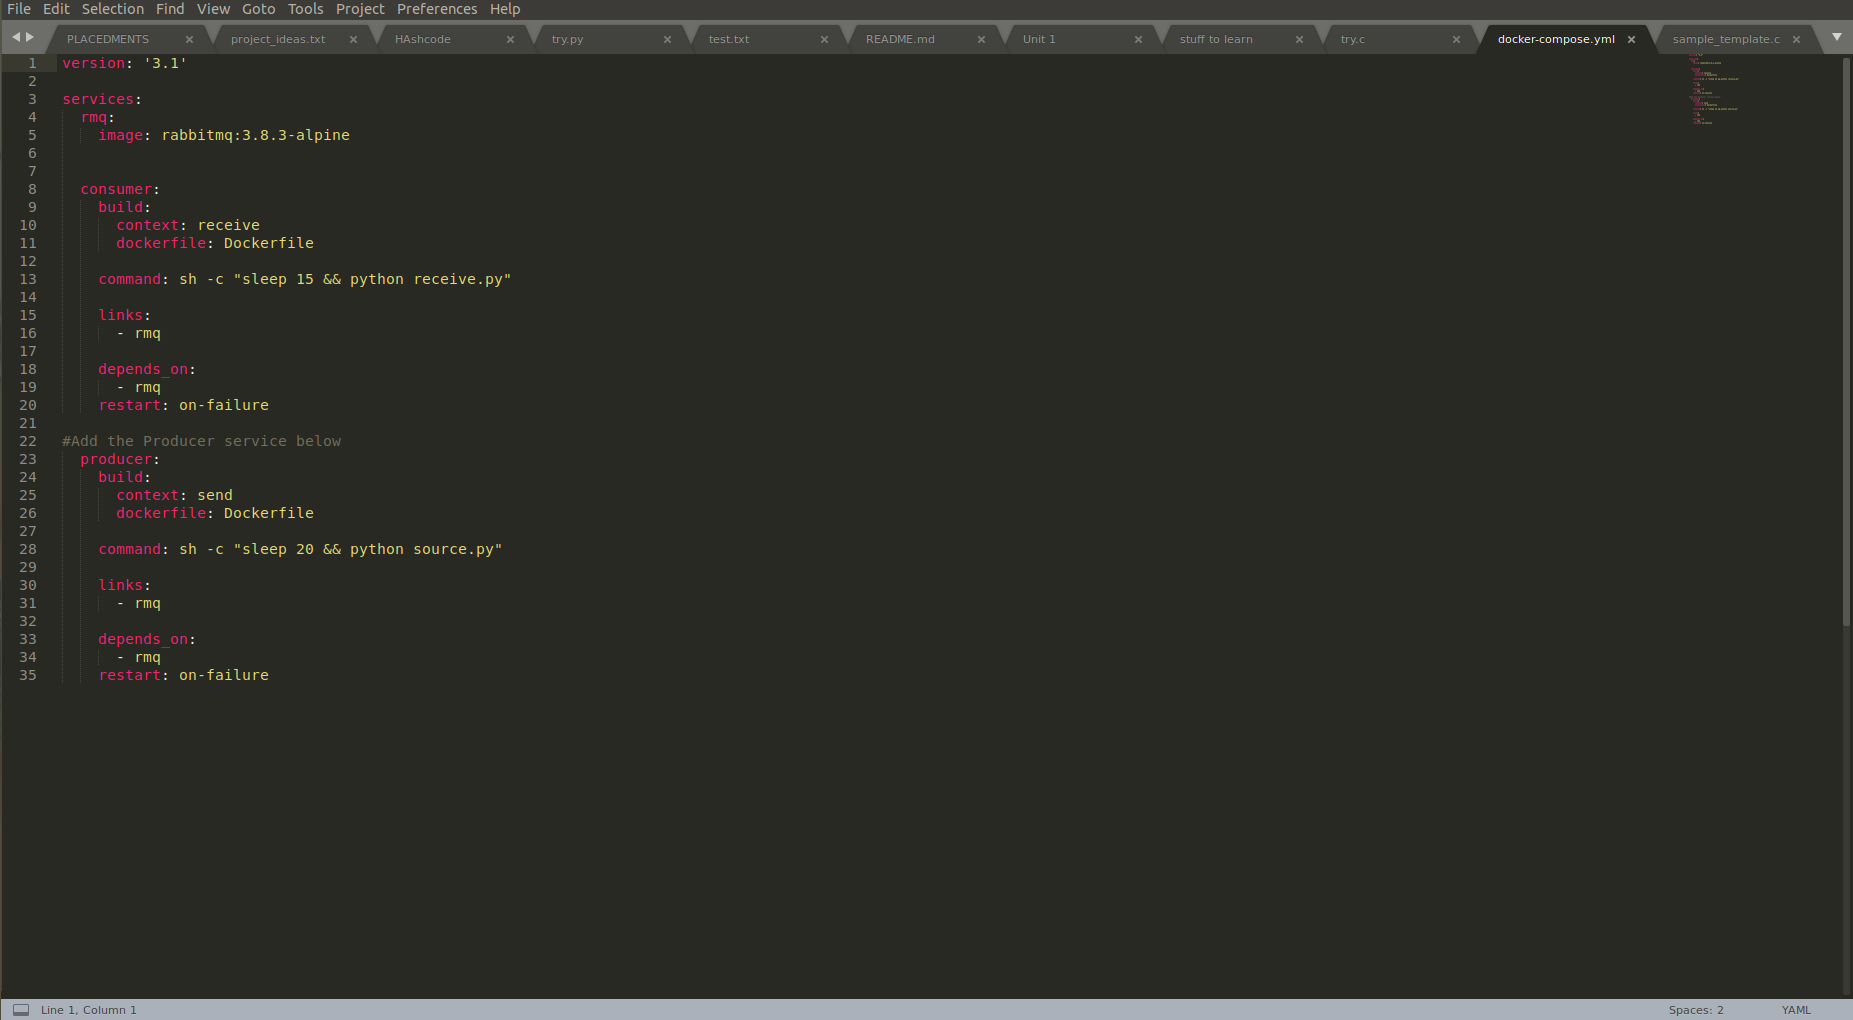 File Edit Selection Find View Goto Tools Project Preferences Help
PLACEDMENTS × project_ideas.txt × HAshcode × try.py × test.txt × README.md × Unit 1 × stuff to learn × try.c × docker-compose.yml × sample_template.c ×
1 version: '3.1'
2
3 services:
4   rmq:
5     image: rabbitmq:3.8.3-alpine
6
7
8   consumer:
9     build:
10       context: receive
11       dockerfile: Dockerfile
12
13     command: sh -c "sleep 15 && python receive.py"
14
15     links:
16       - rmq
17
18     depends_on:
19       - rmq
20     restart: on-failure
21
22 #Add the Producer service below
23   producer:
24     build:
25       context: send
26       dockerfile: Dockerfile
27
28     command: sh -c "sleep 20 && python source.py"
29
30     links:
31       - rmq
32
33     depends_on:
34       - rmq
35     restart: on-failure
Line 1, Column 1 Spaces: 2 YAML